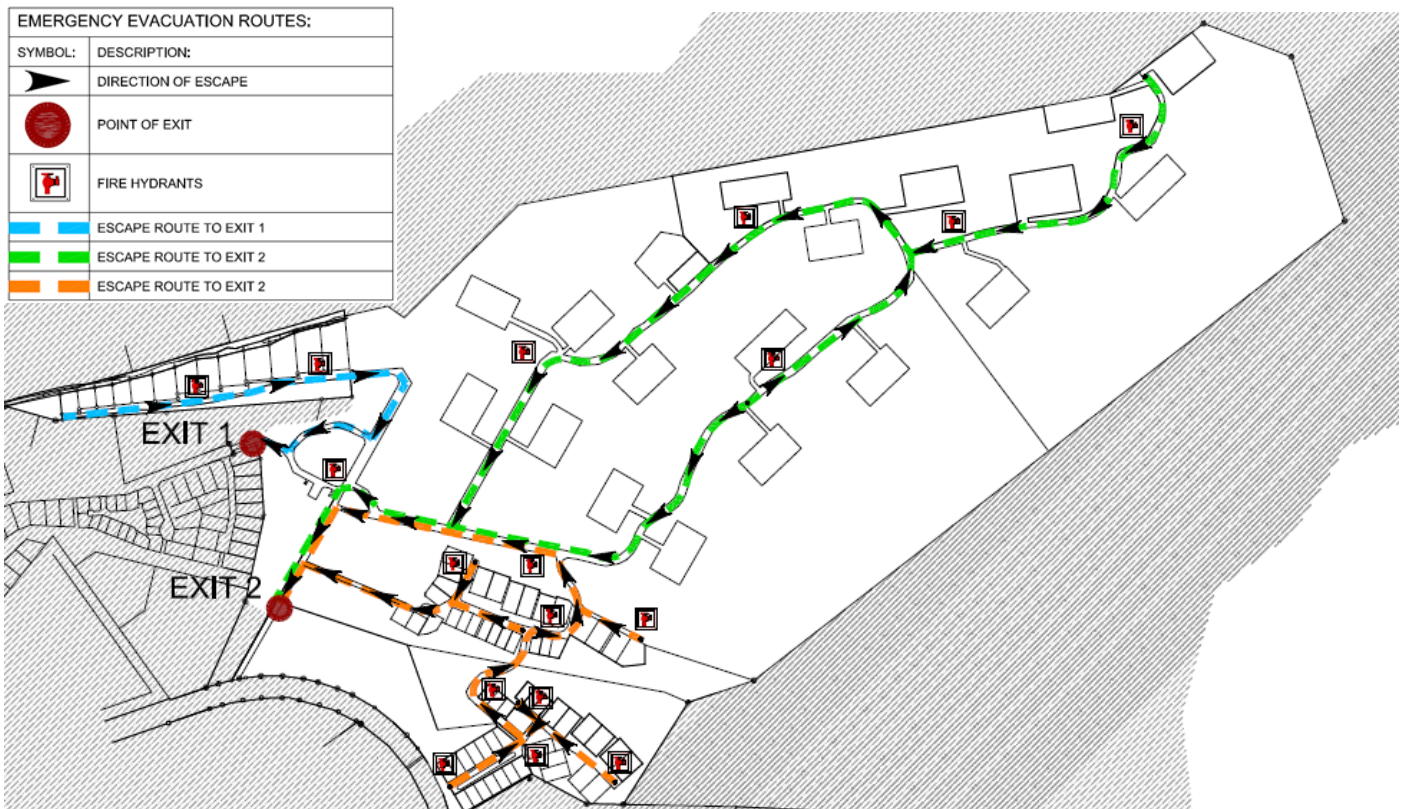 EMERGENCY EVACUATION ROUTES:
SYMBOL: DESCRIPTION:
DIRECTION OF ESCAPE
POINT OF EXIT
FIRE HYDRANTS
ESCAPE ROUTE TO EXIT 1
ESCAPE ROUTE TO EXIT 2
ESCAPE ROUTE TO EXIT 2
EXIT 1
EXIT 2